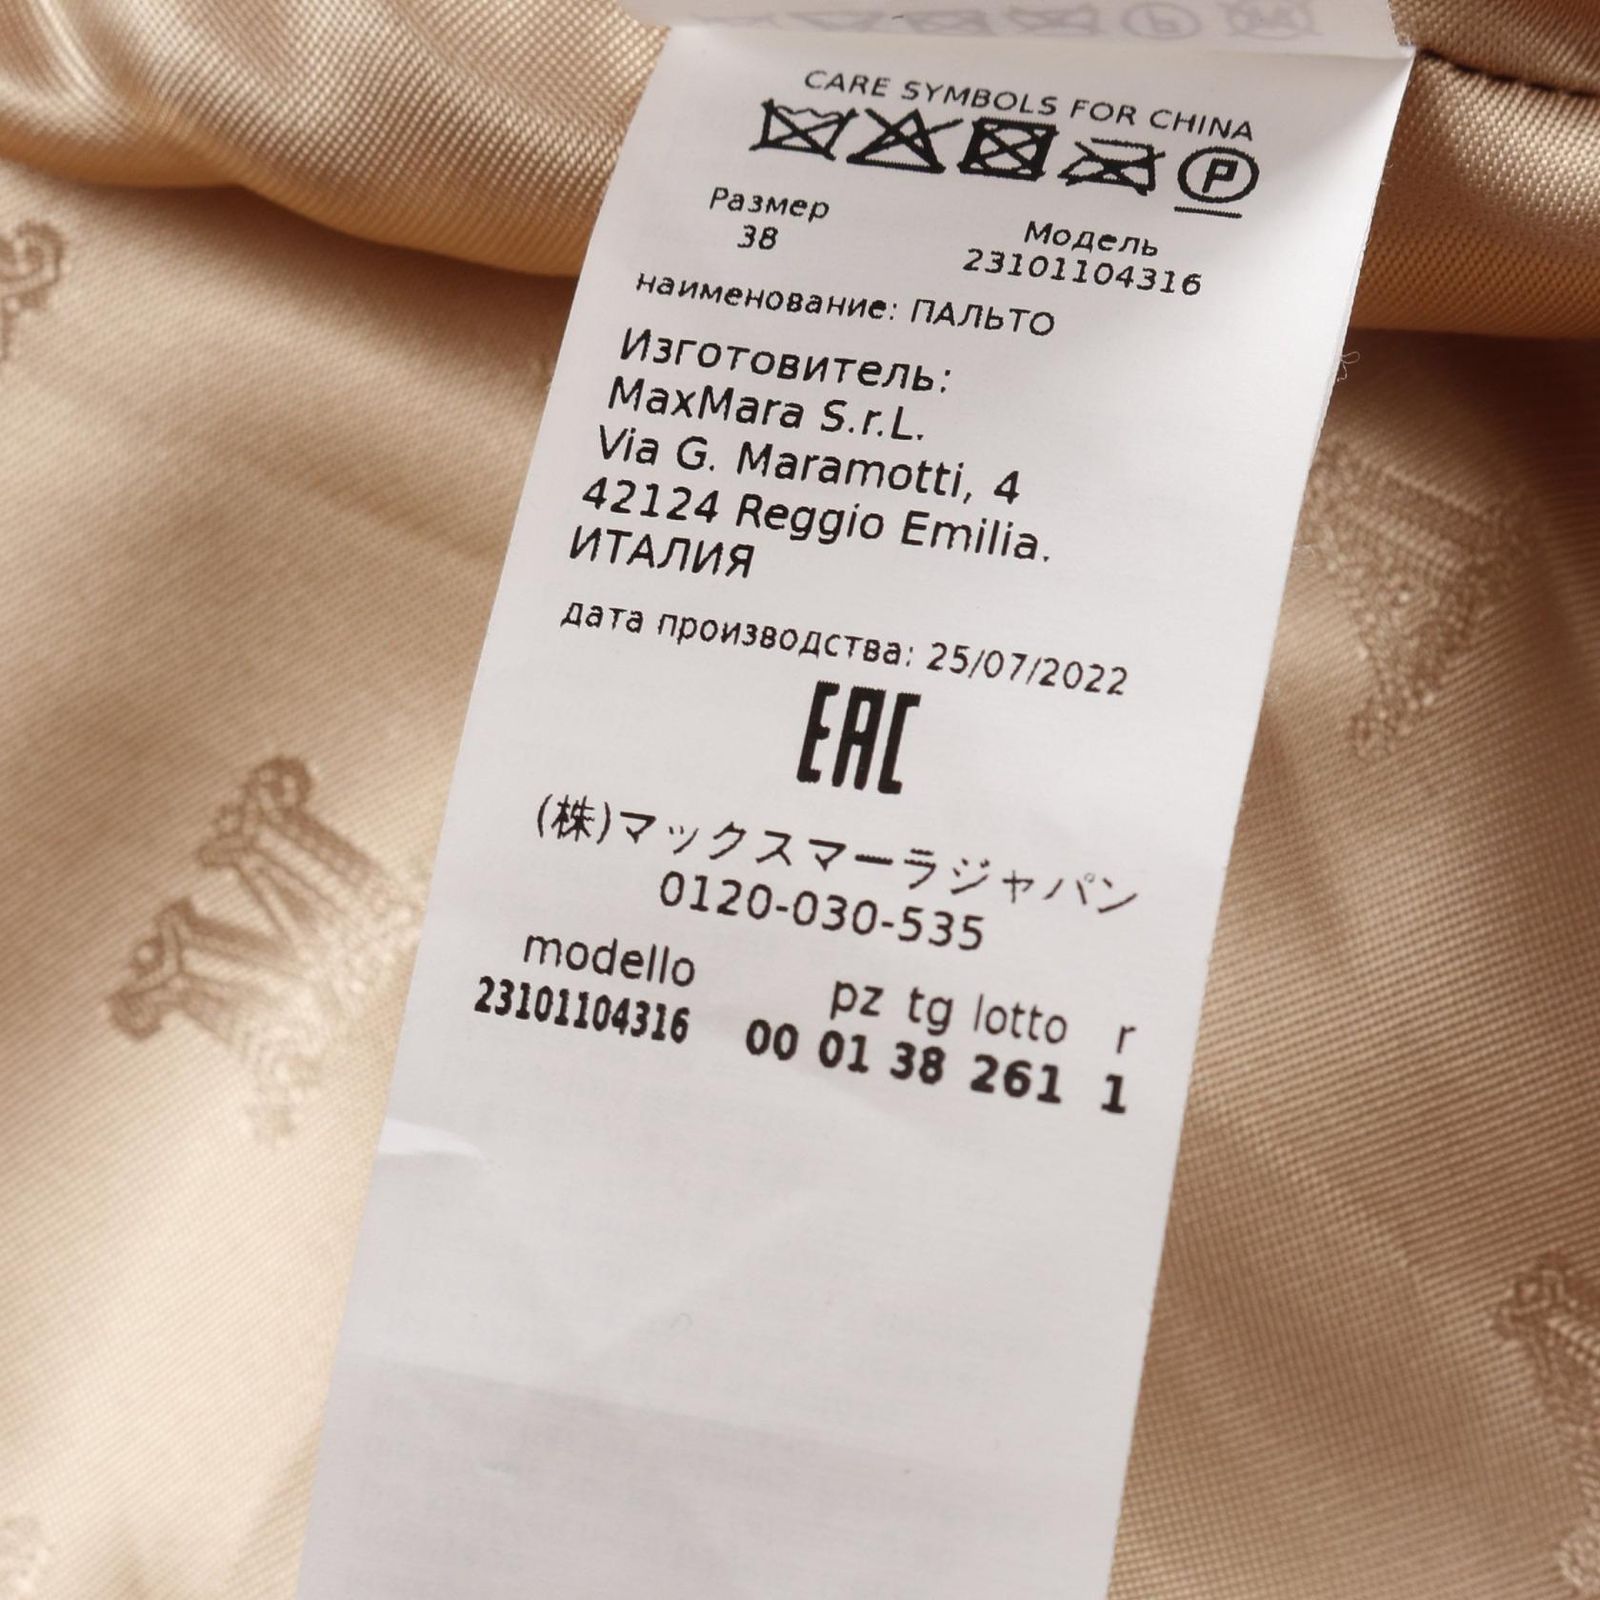 CARE SYMBOLS FOR CHINA
P
Размер Модель
38 23101104316
наименование: ПАЛЬТО
Изготовитель:
MaxMara S.r.L.
Via G. Maramotti, 4
42124 Reggio Emilia.
ИТАЛИЯ
дата производства: 25/07/2022
EAC
(株)マックスマーラジャパン
0120-030-535
modello pz tg lotto r
23101104316 00 01 38 261 1